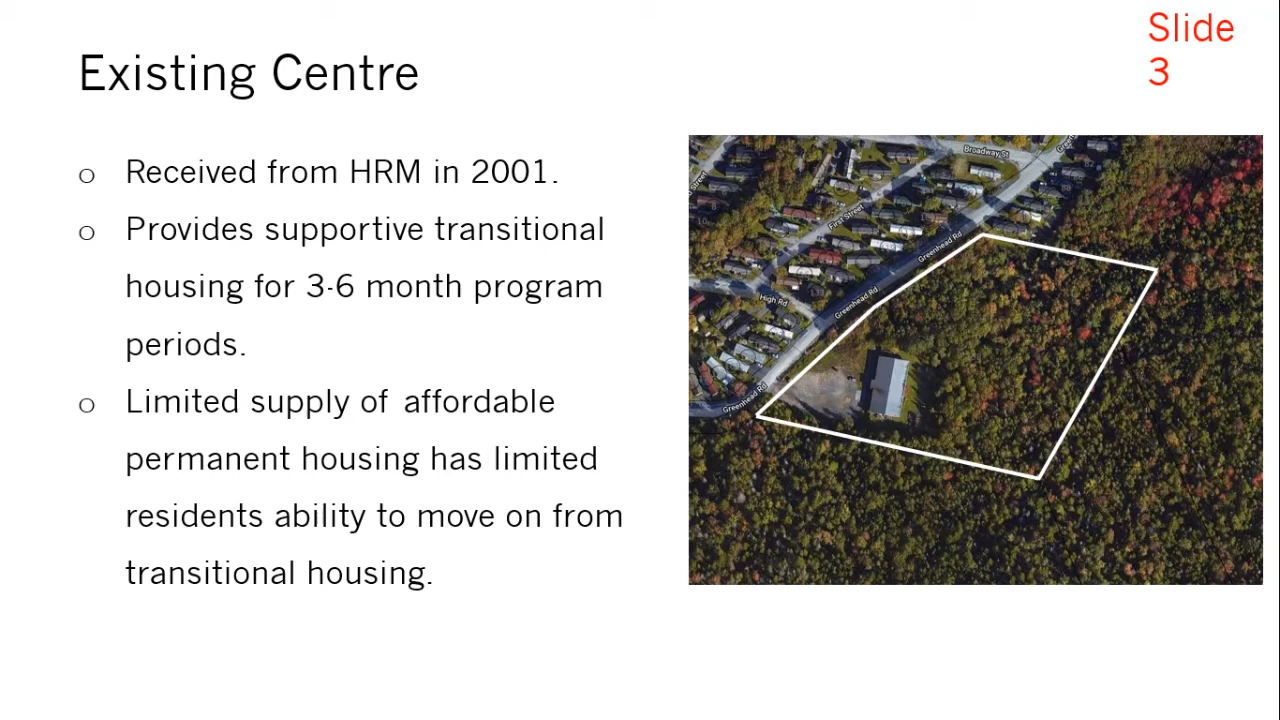 Slide
3
Existing Centre
o Received from HRM in 2001.
o Provides supportive transitional
housing for 3-6 month program
periods.
o Limited supply of affordable
permanent housing has limited
residents ability to move on from
transitional housing.
Broadway St
First Street
Greenhead Rd
High Rd
Greenhead Rd
Greenhead Rd